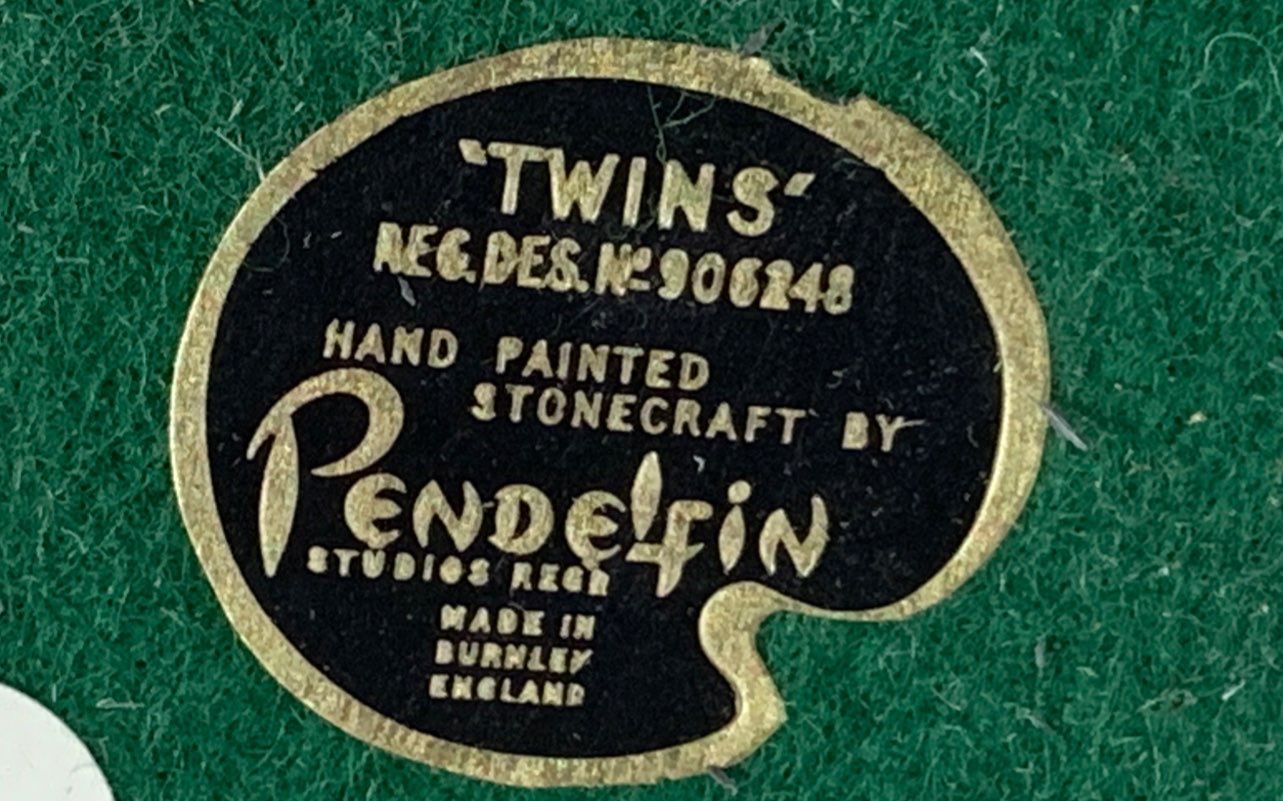 'TWINS'
REG. DES. Nº 906248
HAND PAINTED
STONECRAFT BY
PENDELFIN
STUDIOS REGD
MADE IN
BURNLEY
ENGLAND